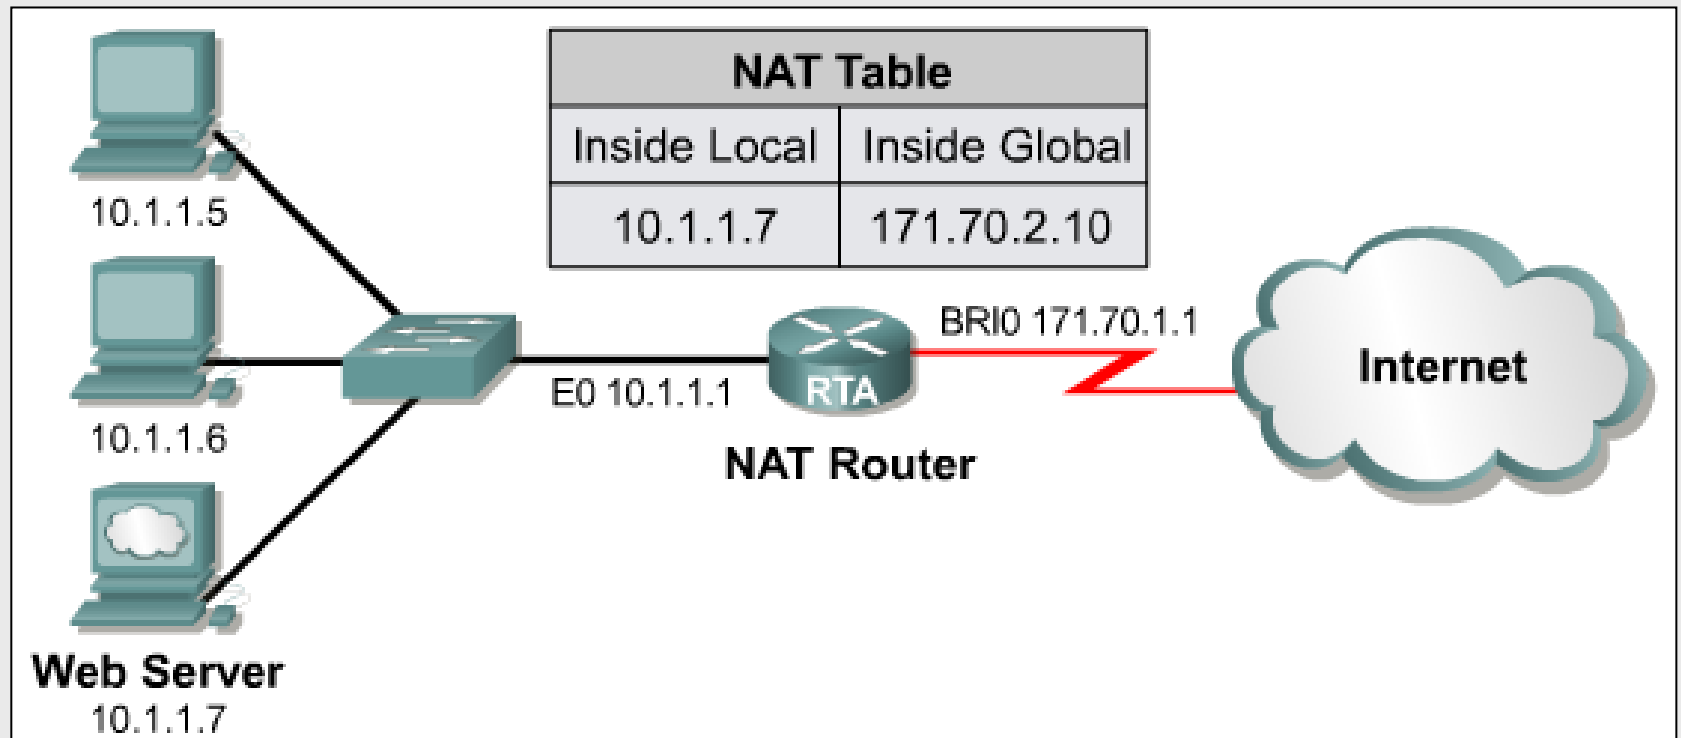 NAT Table
Inside Local Inside Global
10.1.1.7 171.70.2.10
10.1.1.5
BRI0 171.70.1.1
Internet
E0 10.1.1.1
RTA
10.1.1.6
NAT Router
Web Server
10.1.1.7